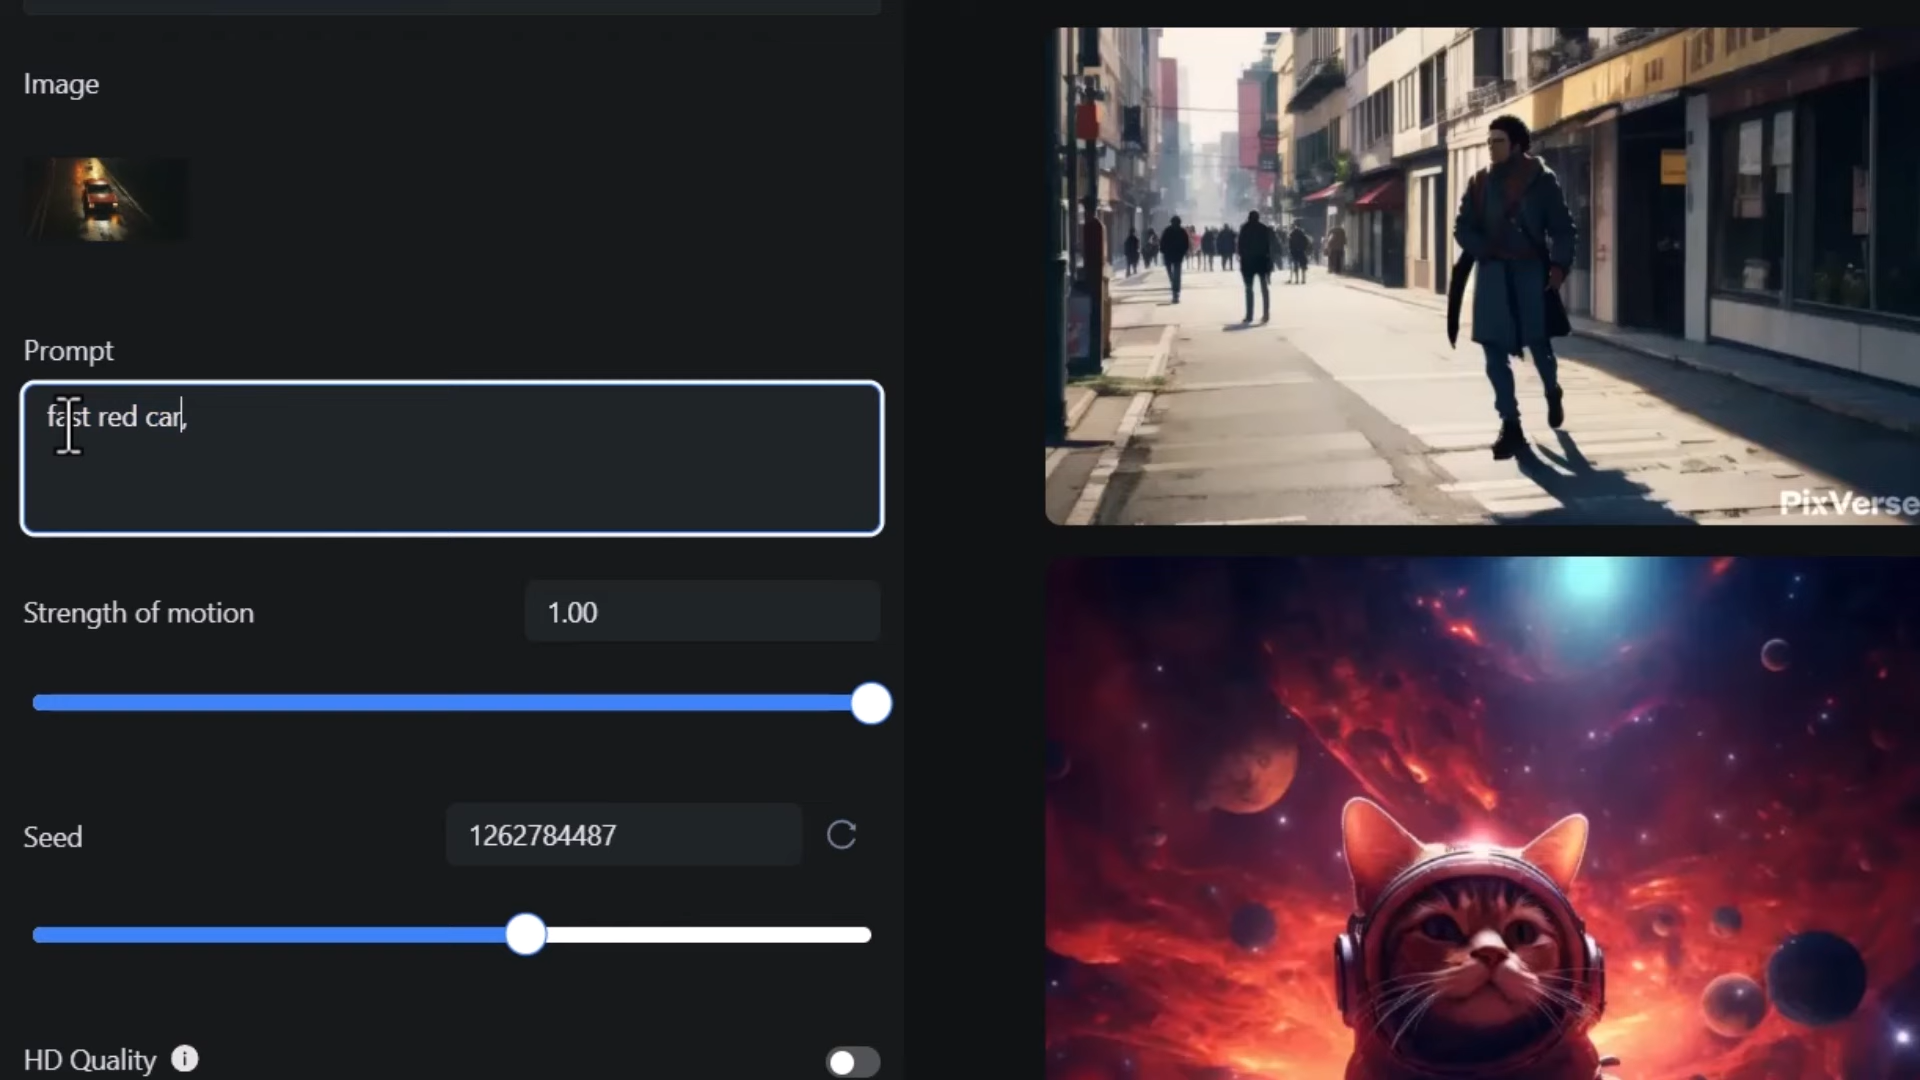 Image
Prompt
fast red car,
Strength of motion
1.00
Seed
1262784487
HD Quality
PixVerse